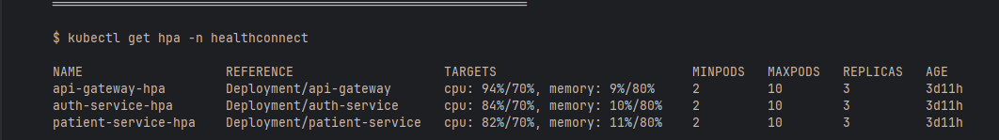 $ kubectl get hpa -n healthconnect
NAME REFERENCE TARGETS MINPODS MAXPODS REPLICAS AGE
api-gateway-hpa Deployment/api-gateway cpu: 94%/70%, memory: 9%/80% 2 10 3 3d11h
auth-service-hpa Deployment/auth-service cpu: 84%/70%, memory: 10%/80% 2 10 3 3d11h
patient-service-hpa Deployment/patient-service cpu: 82%/70%, memory: 11%/80% 2 10 3 3d11h